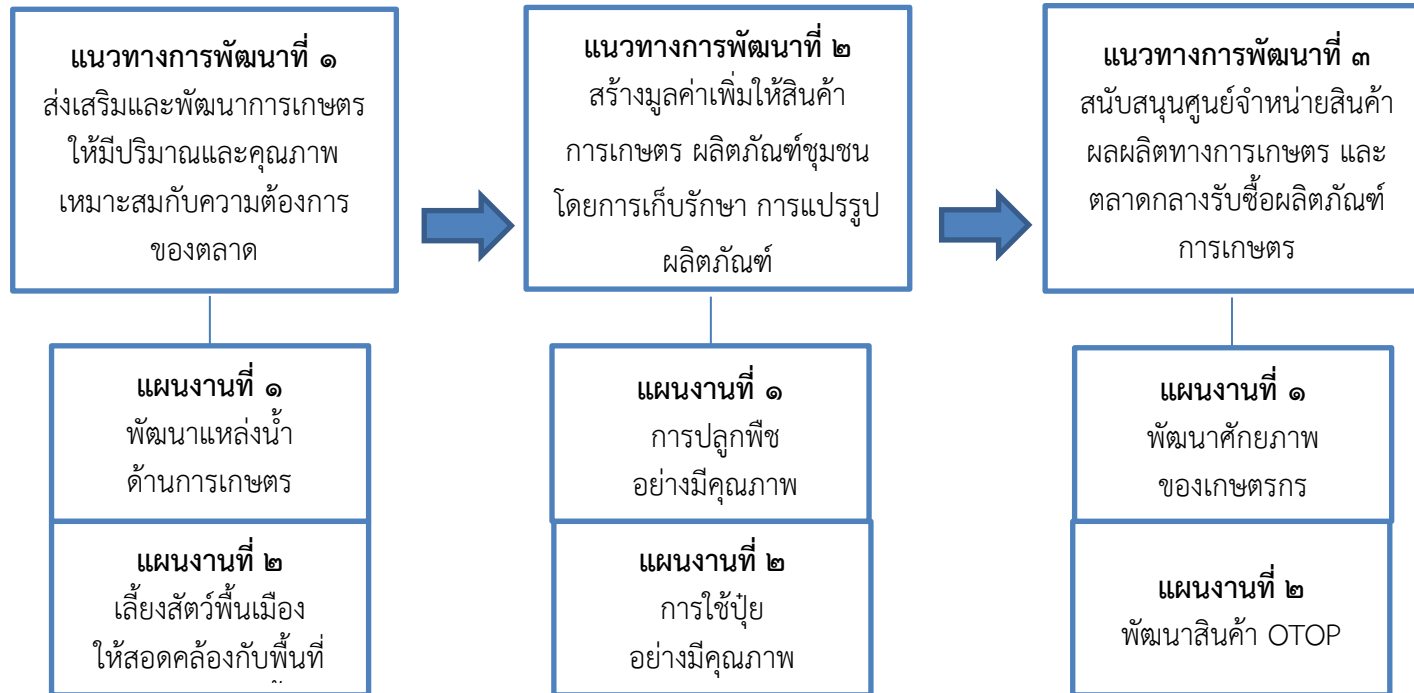 แนวทางการพัฒนาที่ ๑
ส่งเสริมและพัฒนาการเกษตร
ให้มีปริมาณและคุณภาพ
เหมาะสมกับความต้องการ
ของตลาด
แนวทางการพัฒนาที่ ๒
สร้างมูลค่าเพิ่มให้สินค้า
การเกษตร ผลิตภัณฑ์ชุมชน
โดยการเก็บรักษา การแปรรูป
ผลิตภัณฑ์
แนวทางการพัฒนาที่ ๓
สนับสนุนศูนย์จำหน่ายสินค้า
ผลผลิตทางการเกษตร และ
ตลาดกลางรับซื้อผลิตภัณฑ์
การเกษตร
แผนงานที่ ๑
พัฒนาแหล่งน้ำ
ด้านการเกษตร
แผนงานที่ ๑
การปลูกพืช
อย่างมีคุณภาพ
แผนงานที่ ๑
พัฒนาศักยภาพ
ของเกษตรกร
แผนงานที่ ๒
เลี้ยงสัตว์พื้นเมือง
ให้สอดคล้องกับพื้นที่
แผนงานที่ ๒
การใช้ปุ๋ย
อย่างมีคุณภาพ
แผนงานที่ ๒
พัฒนาสินค้า OTOP